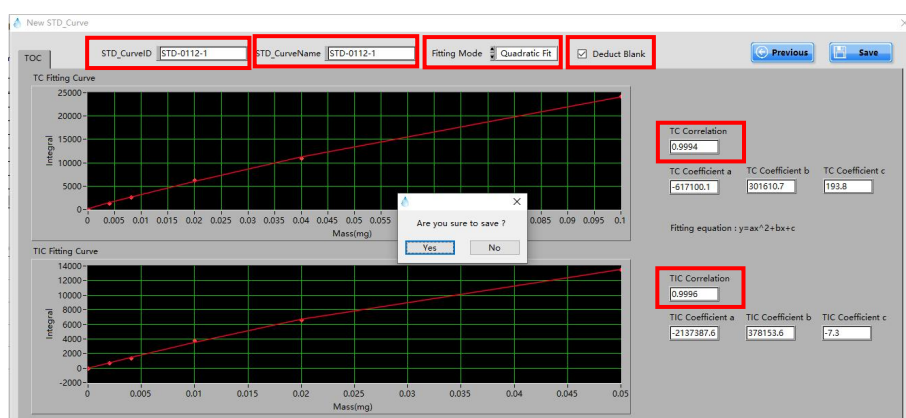 New STD_Curve
TOC
STD_CurveID STD-0112-1 STD_CurveName STD-0112-1 Fitting Mode Quadratic Fit Deduct Blank Previous Save
TC Fitting Curve
25000
20000
15000
10000
5000
0
Integral
0 0.005 0.01 0.015 0.02 0.025 0.03 0.035 0.04 0.045 0.05 0.055 0.085 0.09 0.095 0.1
Mass(mg)
TC Correlation
0.9994
TC Coefficient a TC Coefficient b TC Coefficient c
-617100.1 301610.7 193.8
Fitting equation : y=ax^2+bx+c
Are you sure to save ?
Yes No
TIC Fitting Curve
14000
12000
10000
8000
6000
4000
2000
0
-2000
Integral
0 0.005 0.01 0.015 0.02 0.025 0.03 0.035 0.04 0.045 0.05
Mass(mg)
TIC Correlation
0.9996
TIC Coefficient a TIC Coefficient b TIC Coefficient c
-2137387.6 378153.6 -7.3